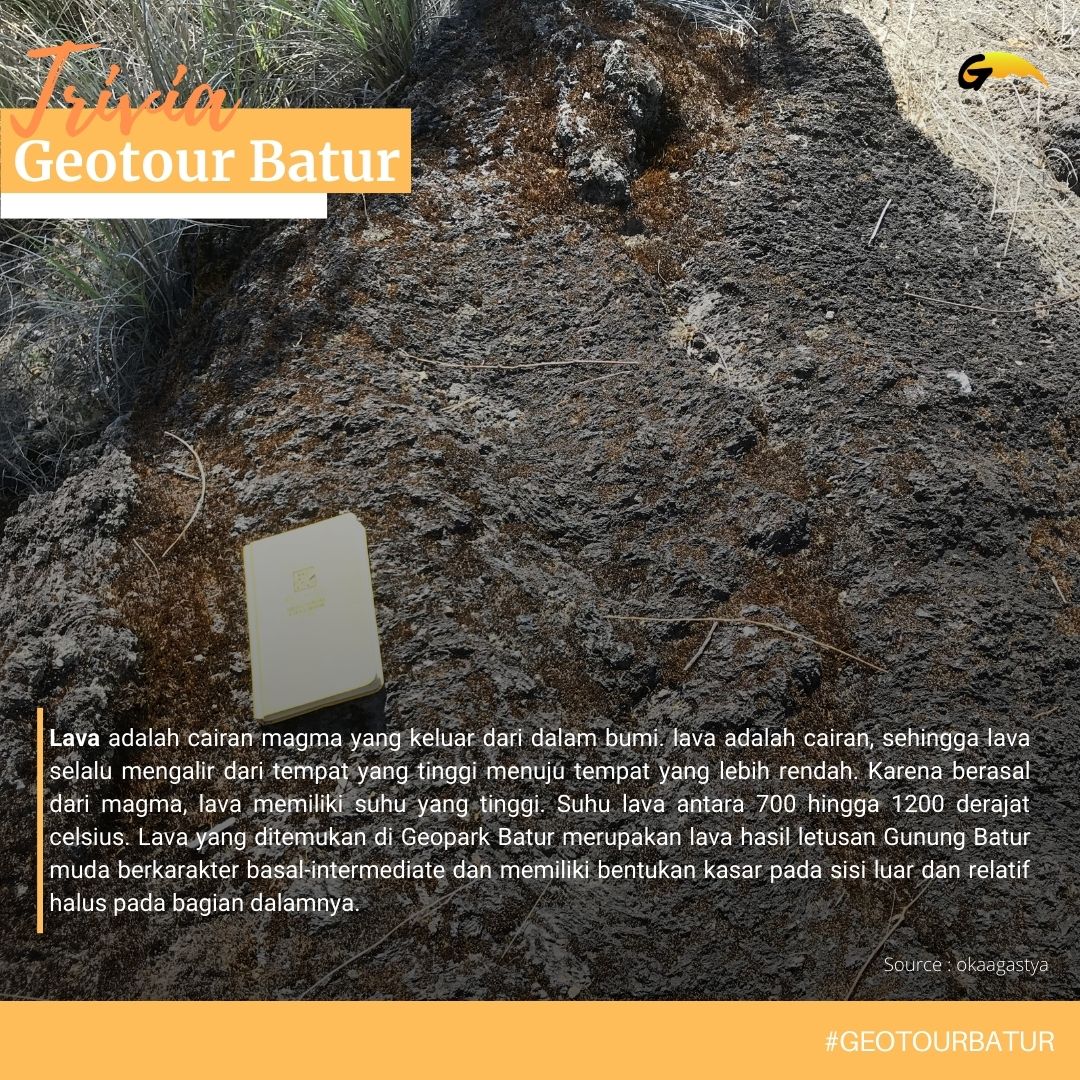 Trivia
G
Geotour Batur
Lava adalah cairan magma yang keluar dari dalam bumi. lava adalah cairan, sehingga lava
selalu mengalir dari tempat yang tinggi menuju tempat yang lebih rendah. Karena berasal
dari magma, lava memiliki suhu yang tinggi. Suhu lava antara 700 hingga 1200 derajat
celsius. Lava yang ditemukan di Geopark Batur merupakan lava hasil letusan Gunung Batur
muda berkarakter basal-intermediate dan memiliki bentukan kasar pada sisi luar dan relatif
halus pada bagian dalamnya.
Source : okaagastya
#GEOTOURBATUR